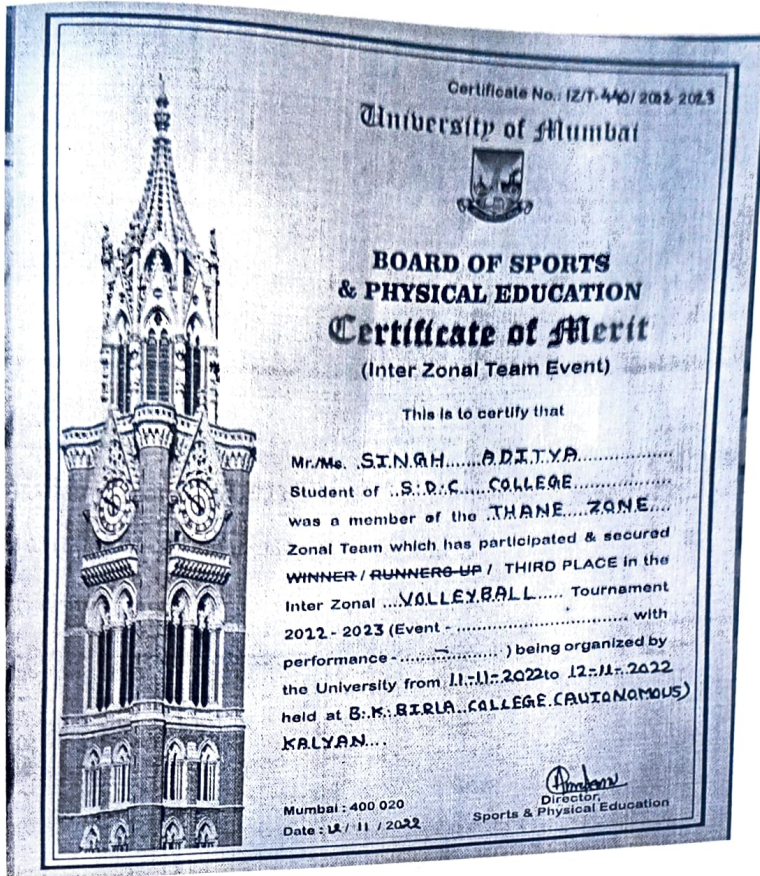 Certificate No.: IZ/T-440/2022-2023
University of Mumbai
BOARD OF SPORTS
& PHYSICAL EDUCATION
Certificate of Merit
(Inter Zonal Team Event)
This is to certify that
Mr./Ms. SINGH ADITYA
Student of S.D.C. COLLEGE
was a member of the THANE ZONE
Zonal Team which has participated & secured
WINNER / RUNNERS-UP / THIRD PLACE in the
Inter Zonal VOLLEYBALL Tournament
2022 - 2023 (Event - .............................. with
performance - ....–............ ) being organized by
the University from 11-11-2022 to 12-11-2022
held at B.K. BIRLA COLLEGE (AUTONOMOUS)
KALYAN....
Mumbai : 400 020
Director,
Sports & Physical Education
Date : 12 / 11 / 2022